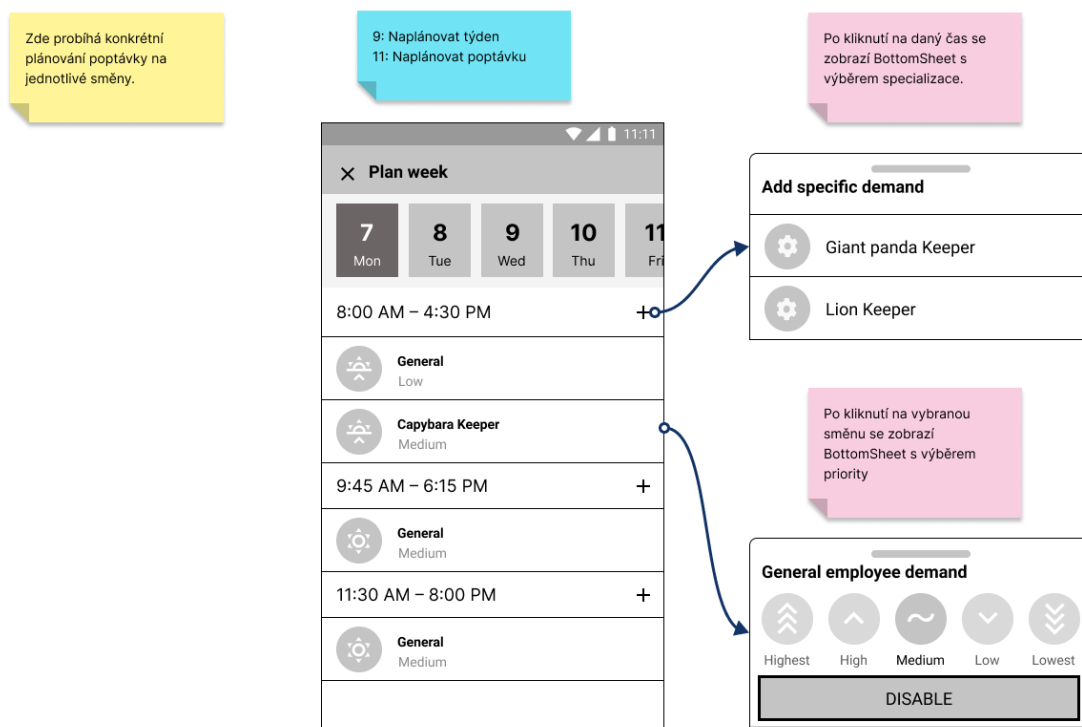 Zde probíhá konkrétní
plánování poptávky na
jednotlivé směny.
9: Naplánovat týden
11: Naplánovat poptávku
Po kliknutí na daný čas se
zobrazí BottomSheet s
výběrem specializace.
11:11
Plan week
7
Mon
8
Tue
9
Wed
10
Thu
11
Fri
8:00 AM – 4:30 PM
General
Low
Capybara Keeper
Medium
9:45 AM – 6:15 PM
General
Medium
11:30 AM – 8:00 PM
General
Medium
Add specific demand
Giant panda Keeper
Lion Keeper
Po kliknutí na vybranou
směnu se zobrazí
BottomSheet s výběrem
priority
General employee demand
Highest
High
Medium
Low
Lowest
DISABLE